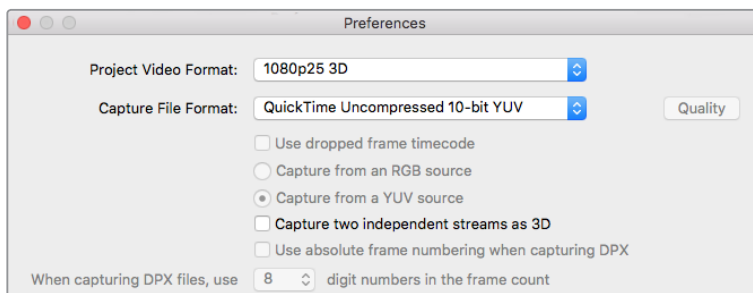 Preferences
Project Video Format: 1080p25 3D
Capture File Format: QuickTime Uncompressed 10-bit YUV Quality
Use dropped frame timecode
Capture from an RGB source
Capture from a YUV source
Capture two independent streams as 3D
Use absolute frame numbering when capturing DPX
When capturing DPX files, use 8 digit numbers in the frame count